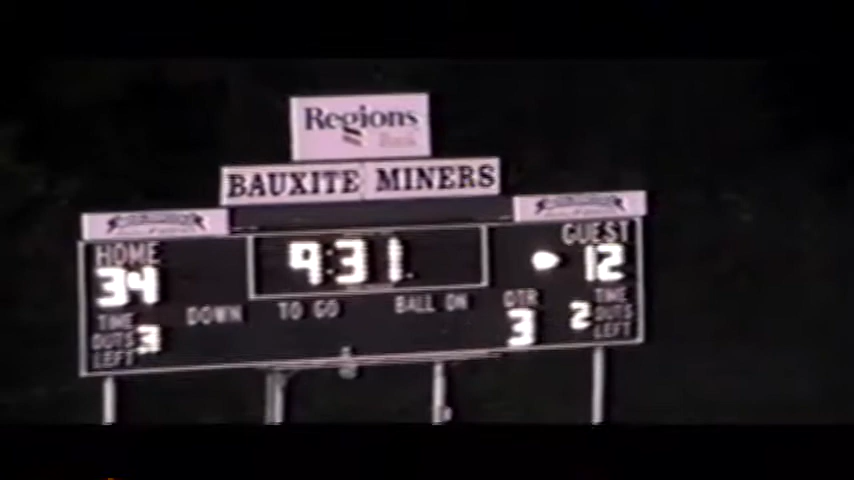 Regions
Bank
BAUXITE MINERS
HOME
34
9:31
GUEST
12
TIME
OUTS
LEFT
3
DOWN
TO GO
BALL ON
QTR
3
2
TIME
OUTS
LEFT